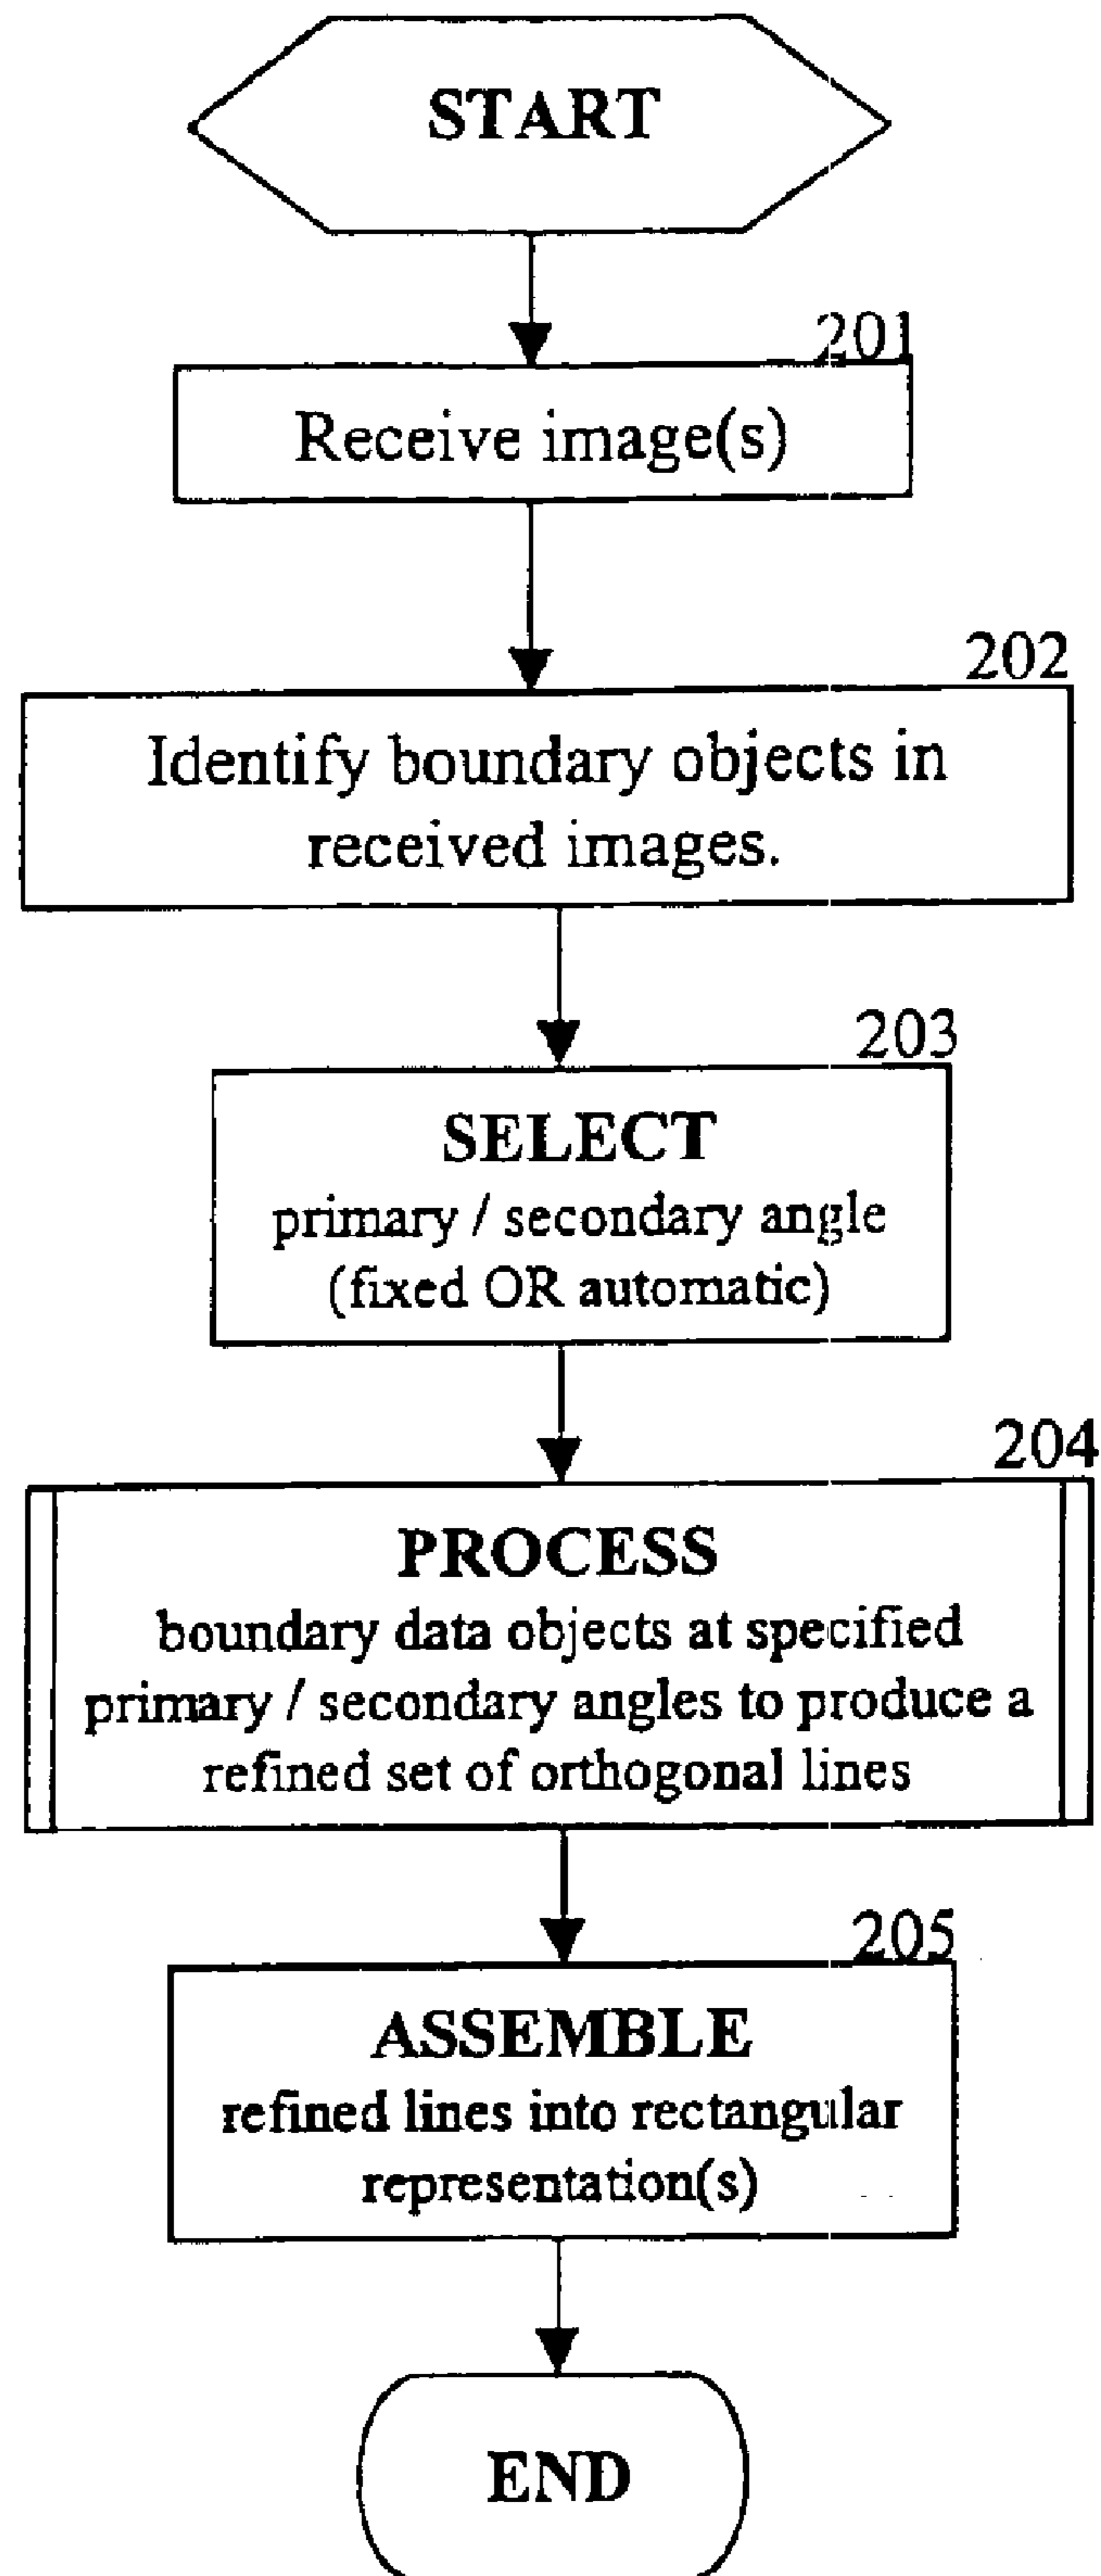 START
201
Receive image(s)
202
Identify boundary objects in
received images.
203
SELECT
primary / secondary angle
(fixed OR automatic)
204
PROCESS
boundary data objects at specified
primary / secondary angles to produce a
refined set of orthogonal lines
205
ASSEMBLE
refined lines into rectangular
representation(s)
END